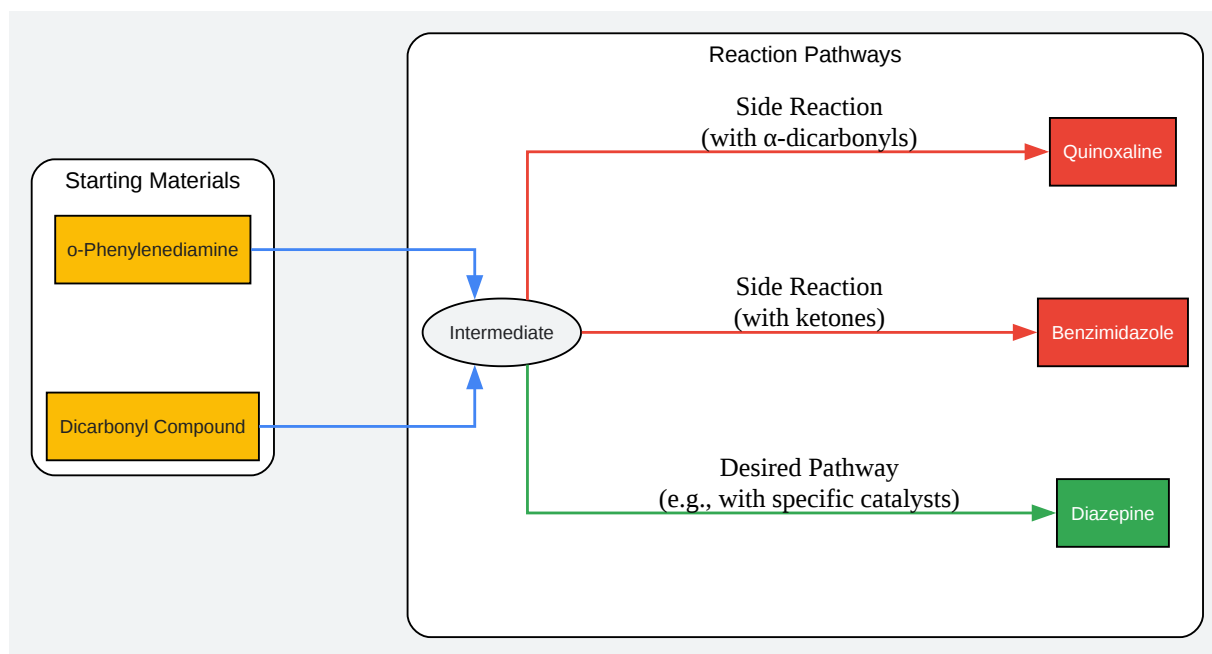 Reaction Pathways
Side Reaction
(with α-dicarbonyls)
Quinoxaline
Starting Materials
o-Phenylenediamine
Side Reaction
(with ketones)
Intermediate
Benzimidazole
Dicarbonyl Compound
Desired Pathway
(e.g., with specific catalysts)
Diazepine